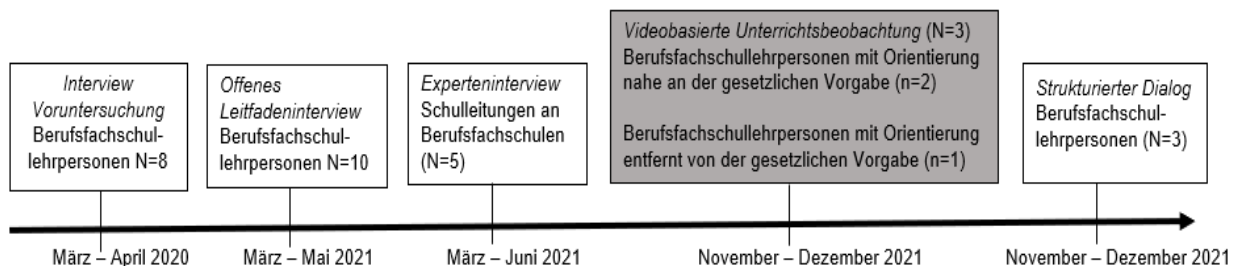 Interview
Voruntersuchung
Berufsfachschul-
lehrpersonen N=8
Offenes
Leitfadeninterview
Berufsfachschul-
lehrpersonen N=10
Experteninterview
Schulleitungen an
Berufsfachschulen
(N=5)
Videobasierte Unterrichtsbeobachtung (N=3)
Berufsfachschullehrpersonen mit Orientierung
nahe an der gesetzlichen Vorgabe (n=2)
Berufsfachschullehrpersonen mit Orientierung
entfernt von der gesetzlichen Vorgabe (n=1)
Strukturierter Dialog
Berufsfachschul-
lehrpersonen (N=3)
März – April 2020
März – Mai 2021
März – Juni 2021
November – Dezember 2021
November – Dezember 2021